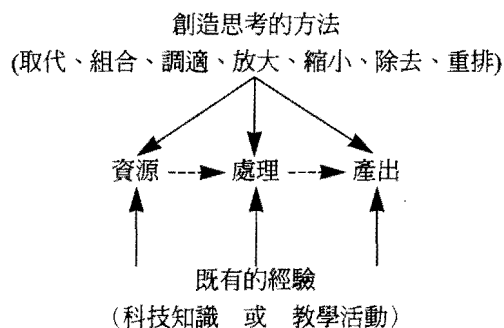 創造思考的方法
(取代、組合、調適、放大、縮小、除去、重排)
資源 處理 產出
既有的經驗
(科技知識 或 教學活動)